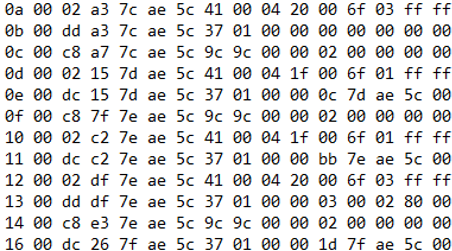 0a 00 02 a3 7c ae 5c 41 00 04 20 00 6f 03 ff ff
0b 00 dd a3 7c ae 5c 37 01 00 00 00 00 00 00 00
0c 00 c8 a7 7c ae 5c 9c 9c 00 00 02 00 00 00 00
0d 00 02 15 7d ae 5c 41 00 04 1f 00 6f 01 ff ff
0e 00 dc 15 7d ae 5c 37 01 00 00 0c 7d ae 5c 00
0f 00 c8 7f 7e ae 5c 9c 9c 00 00 02 00 00 00 00
10 00 02 c2 7e ae 5c 41 00 04 1f 00 6f 01 ff ff
11 00 dc c2 7e ae 5c 37 01 00 00 bb 7e ae 5c 00
12 00 02 df 7e ae 5c 41 00 04 20 00 6f 03 ff ff
13 00 dd df 7e ae 5c 37 01 00 00 03 00 02 80 00
14 00 c8 e3 7e ae 5c 9c 9c 00 00 02 00 00 00 00
16 00 dc 26 7f ae 5c 37 01 00 00 1d 7f ae 5c 00